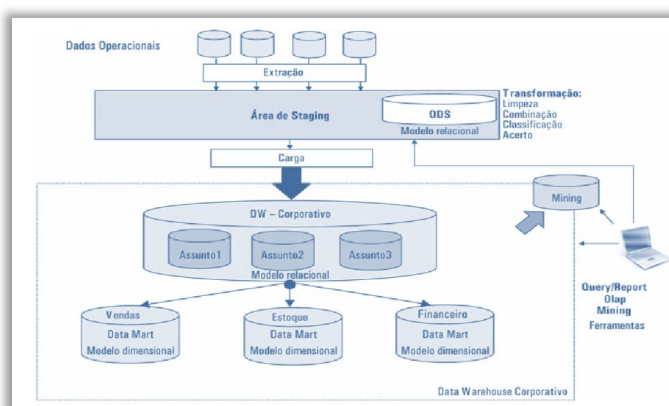 Dados Operacionais
Extração
Área de Staging
ODS
Modelo relacional
Transformação:
Limpeza
Combinação
Classificação
Acerto
Carga
Mining
DW – Corporativo
Assunto1
Assunto2
Assunto3
Modelo relacional
Query/Report
Olap
Mining
Ferramentas
Vendas
Data Mart
Modelo dimensional
Estoque
Data Mart
Modelo dimensional
Financeiro
Data Mart
Modelo dimensional
Data Warehouse Corporativo